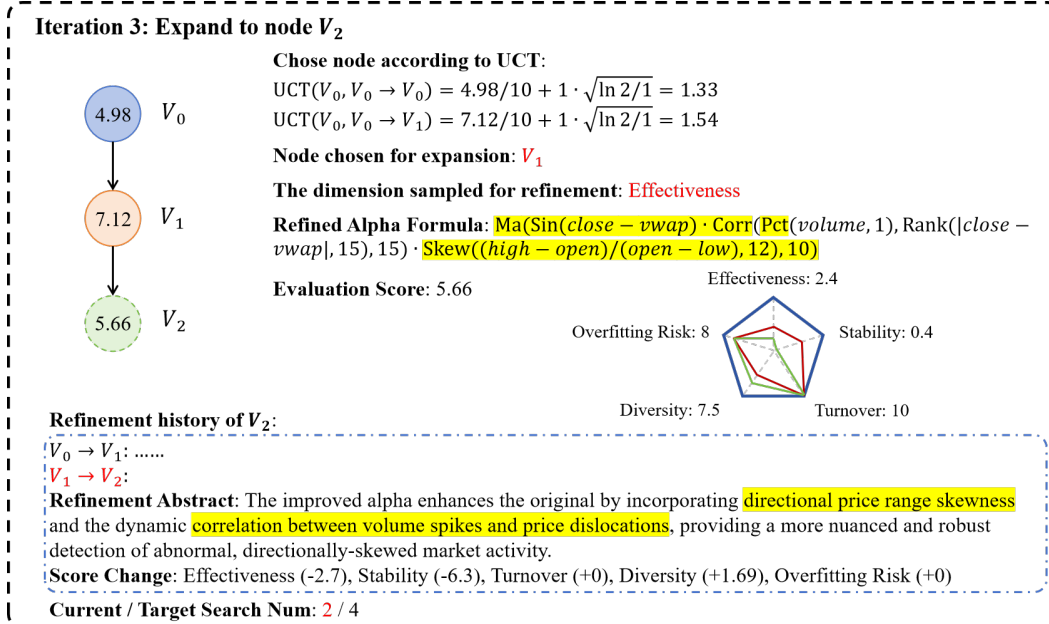 Iteration 3: Expand to node V₂
Chose node according to UCT:
UCT(V₀, V₀ → V₀) = 4.98/10 + 1 · √ln 2/1 = 1.33
4.98 V₀
UCT(V₀, V₀ → V₁) = 7.12/10 + 1 · √ln 2/1 = 1.54
Node chosen for expansion: V₁
The dimension sampled for refinement: Effectiveness
7.12 V₁
Refined Alpha Formula: Ma(Sin(close − vwap) · Corr(Pct(volume, 1), Rank(|close −
vwap|, 15), 15) · Skew((high − open)/(open − low), 12), 10)
Evaluation Score: 5.66
5.66 V₂
Effectiveness: 2.4
Overfitting Risk: 8
Stability: 0.4
Diversity: 7.5
Turnover: 10
Refinement history of V₂:
V₀ → V₁: ......
V₁ → V₂:
Refinement Abstract: The improved alpha enhances the original by incorporating directional price range skewness
and the dynamic correlation between volume spikes and price dislocations, providing a more nuanced and robust
detection of abnormal, directionally-skewed market activity.
Score Change: Effectiveness (-2.7), Stability (-6.3), Turnover (+0), Diversity (+1.69), Overfitting Risk (+0)
Current / Target Search Num: 2 / 4